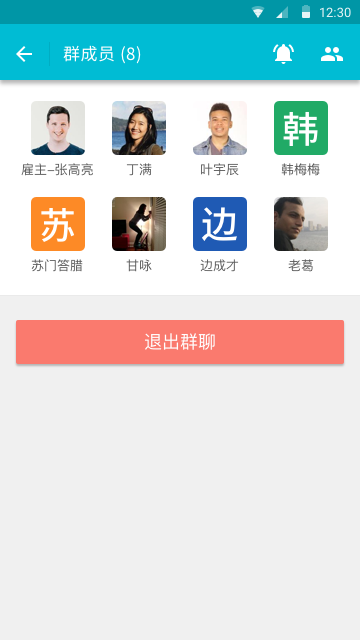 12:30
群成员 (8)
韩
雇主-张高亮 丁满 叶宇辰 韩梅梅
苏 边
苏门答腊 甘咏 边成才 老葛
退出群聊